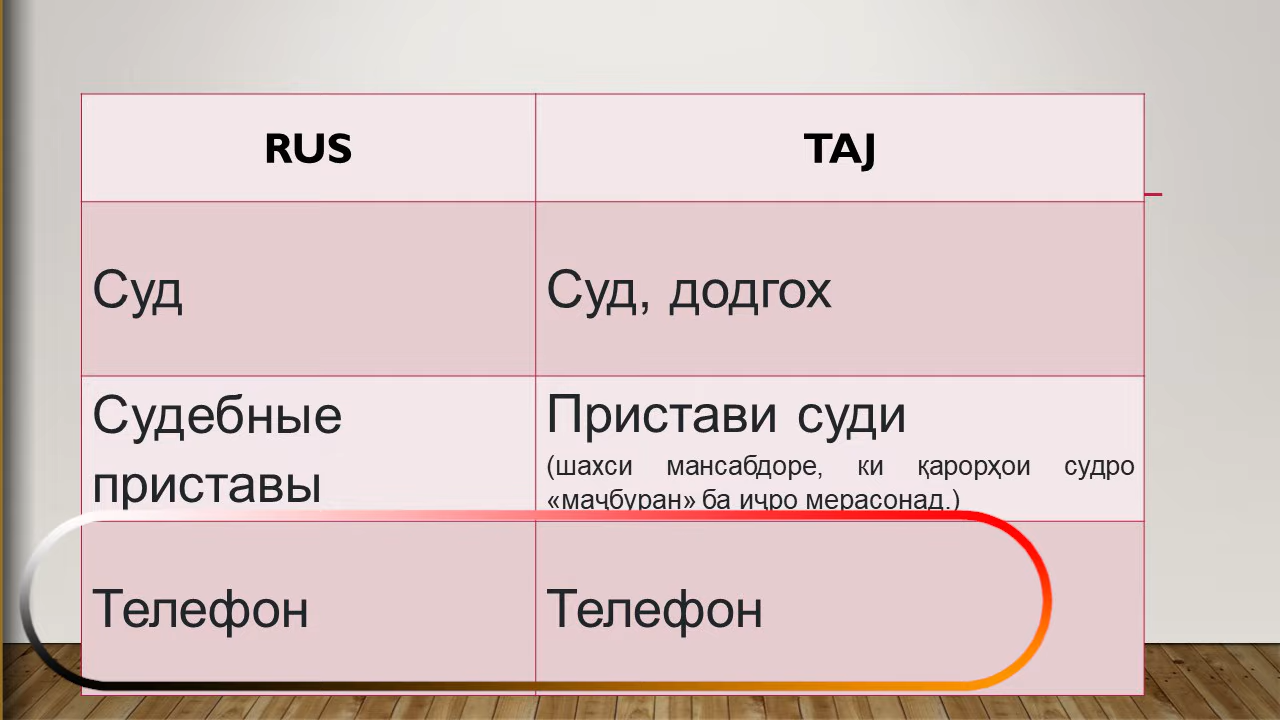 RUS TAJ
Суд Суд, додгох
Судебные
приставы
Пристави суди
(шахси мансабдоре, ки қарорҳои судро
«маҷбуран» ба иҷро мерасонад.)
Телефон Телефон